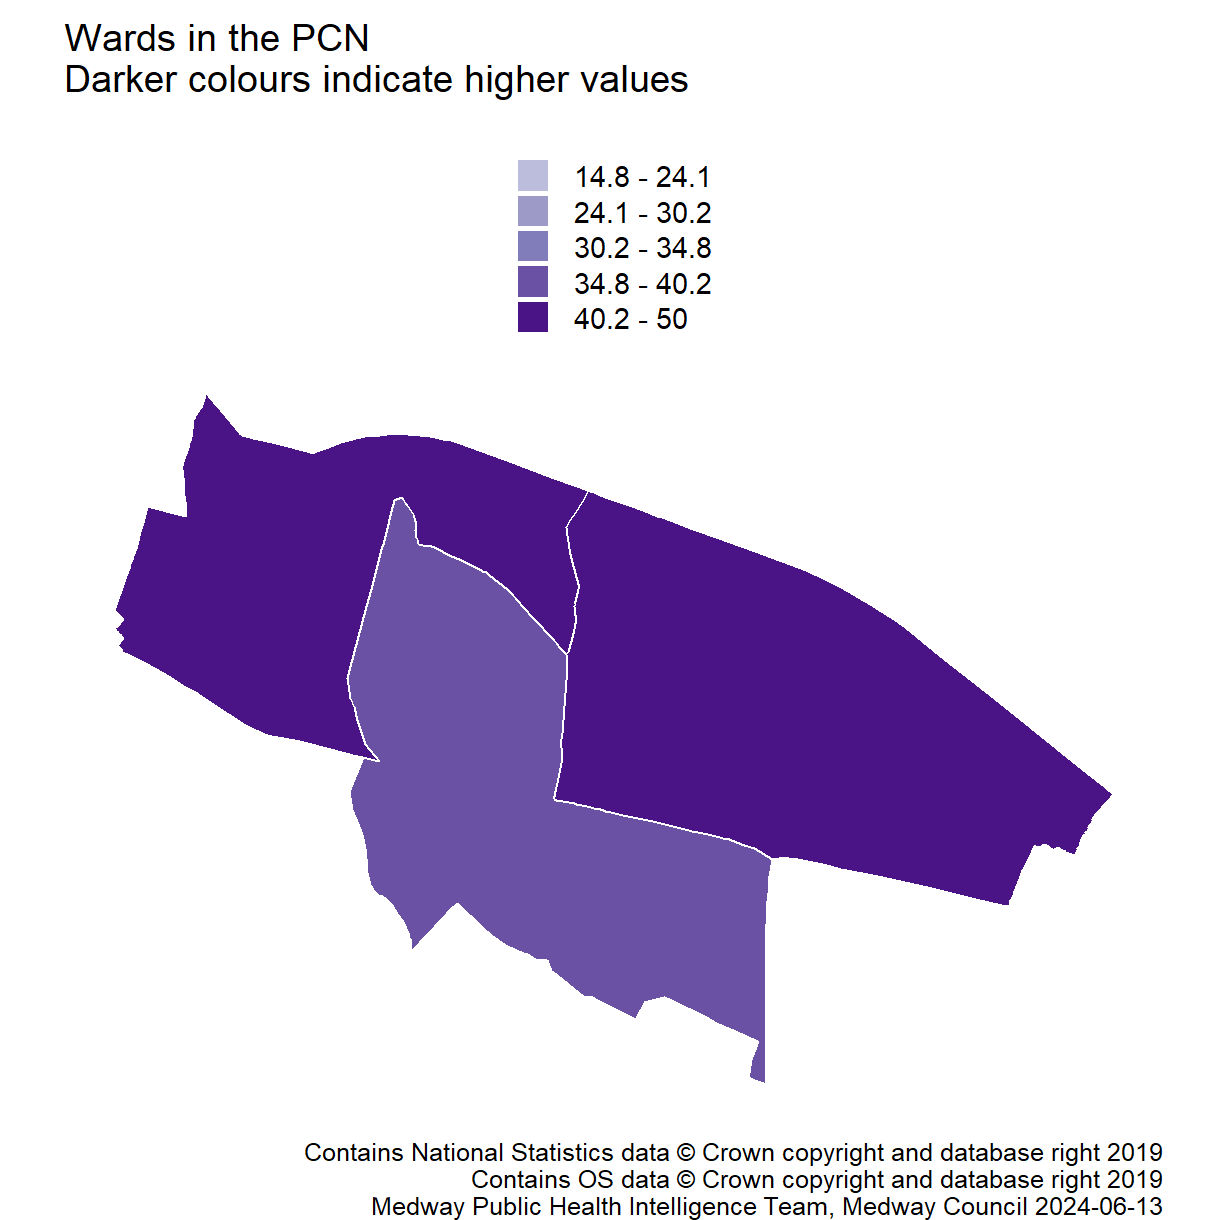 Wards in the PCN
Darker colours indicate higher values
14.8 - 24.1
24.1 - 30.2
30.2 - 34.8
34.8 - 40.2
40.2 - 50
Contains National Statistics data © Crown copyright and database right 2019
Contains OS data © Crown copyright and database right 2019
Medway Public Health Intelligence Team, Medway Council 2024-06-13